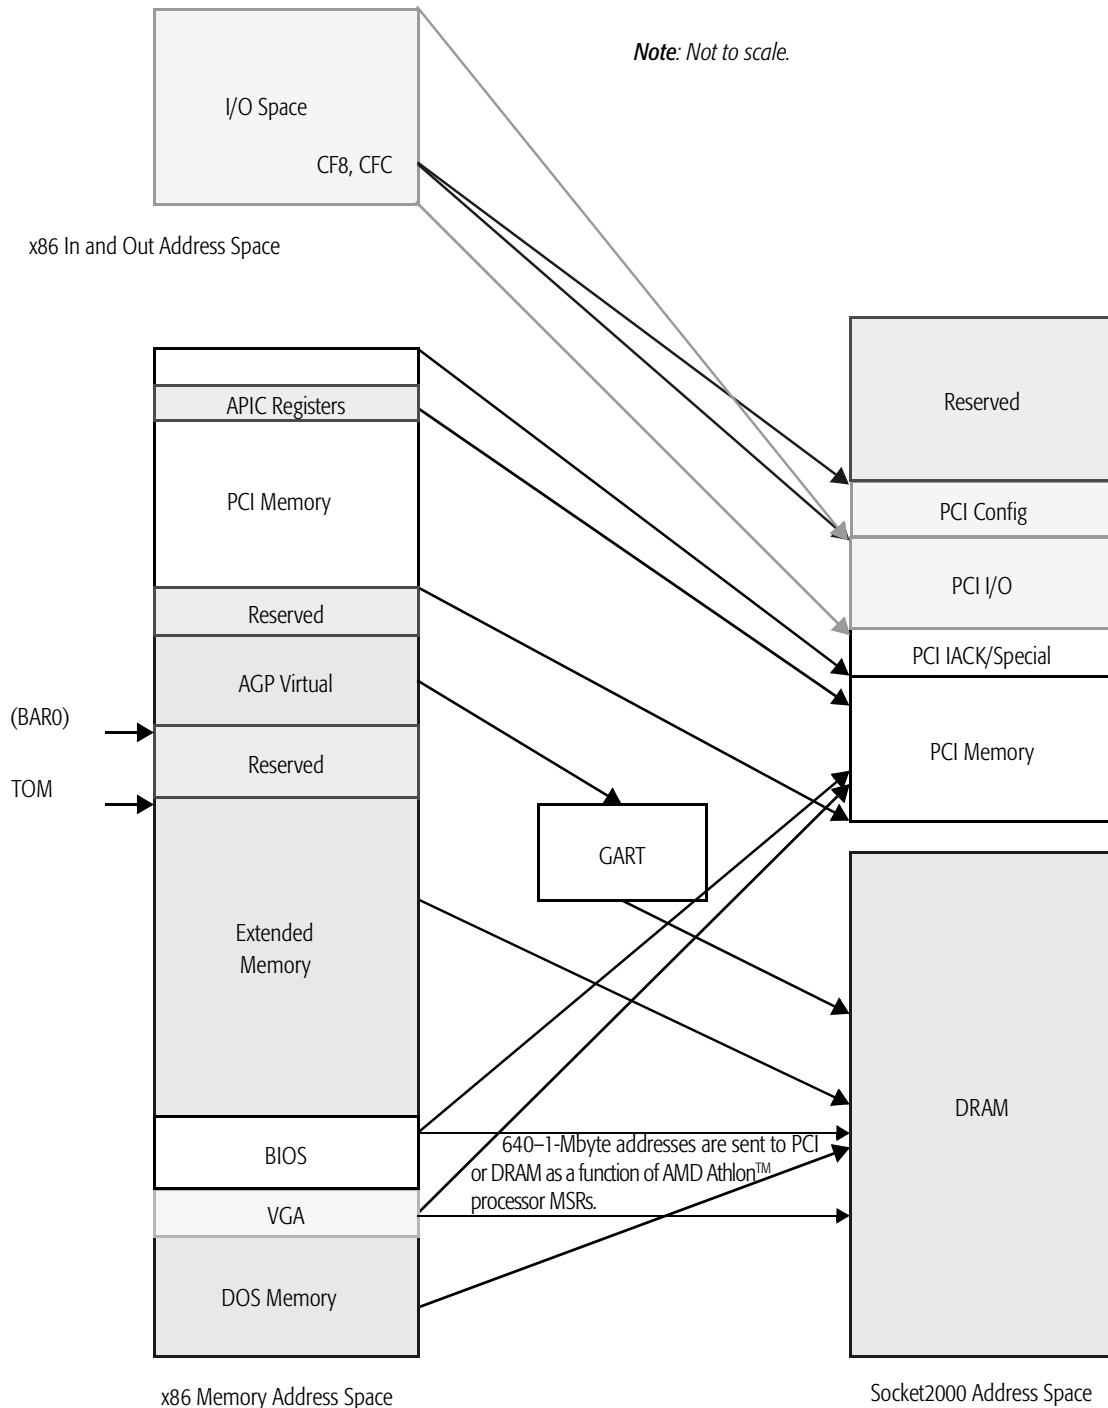 Note: Not to scale.
I/O Space
CF8, CFC
x86 In and Out Address Space
APIC Registers
PCI Memory
Reserved
AGP Virtual
(BAR0)
Reserved
TOM
Extended
Memory
BIOS
VGA
DOS Memory
x86 Memory Address Space
GART
640–1-Mbyte addresses are sent to PCI
or DRAM as a function of AMD Athlon™
processor MSRs.
Reserved
PCI Config
PCI I/O
PCI IACK/Special
PCI Memory
DRAM
Socket2000 Address Space